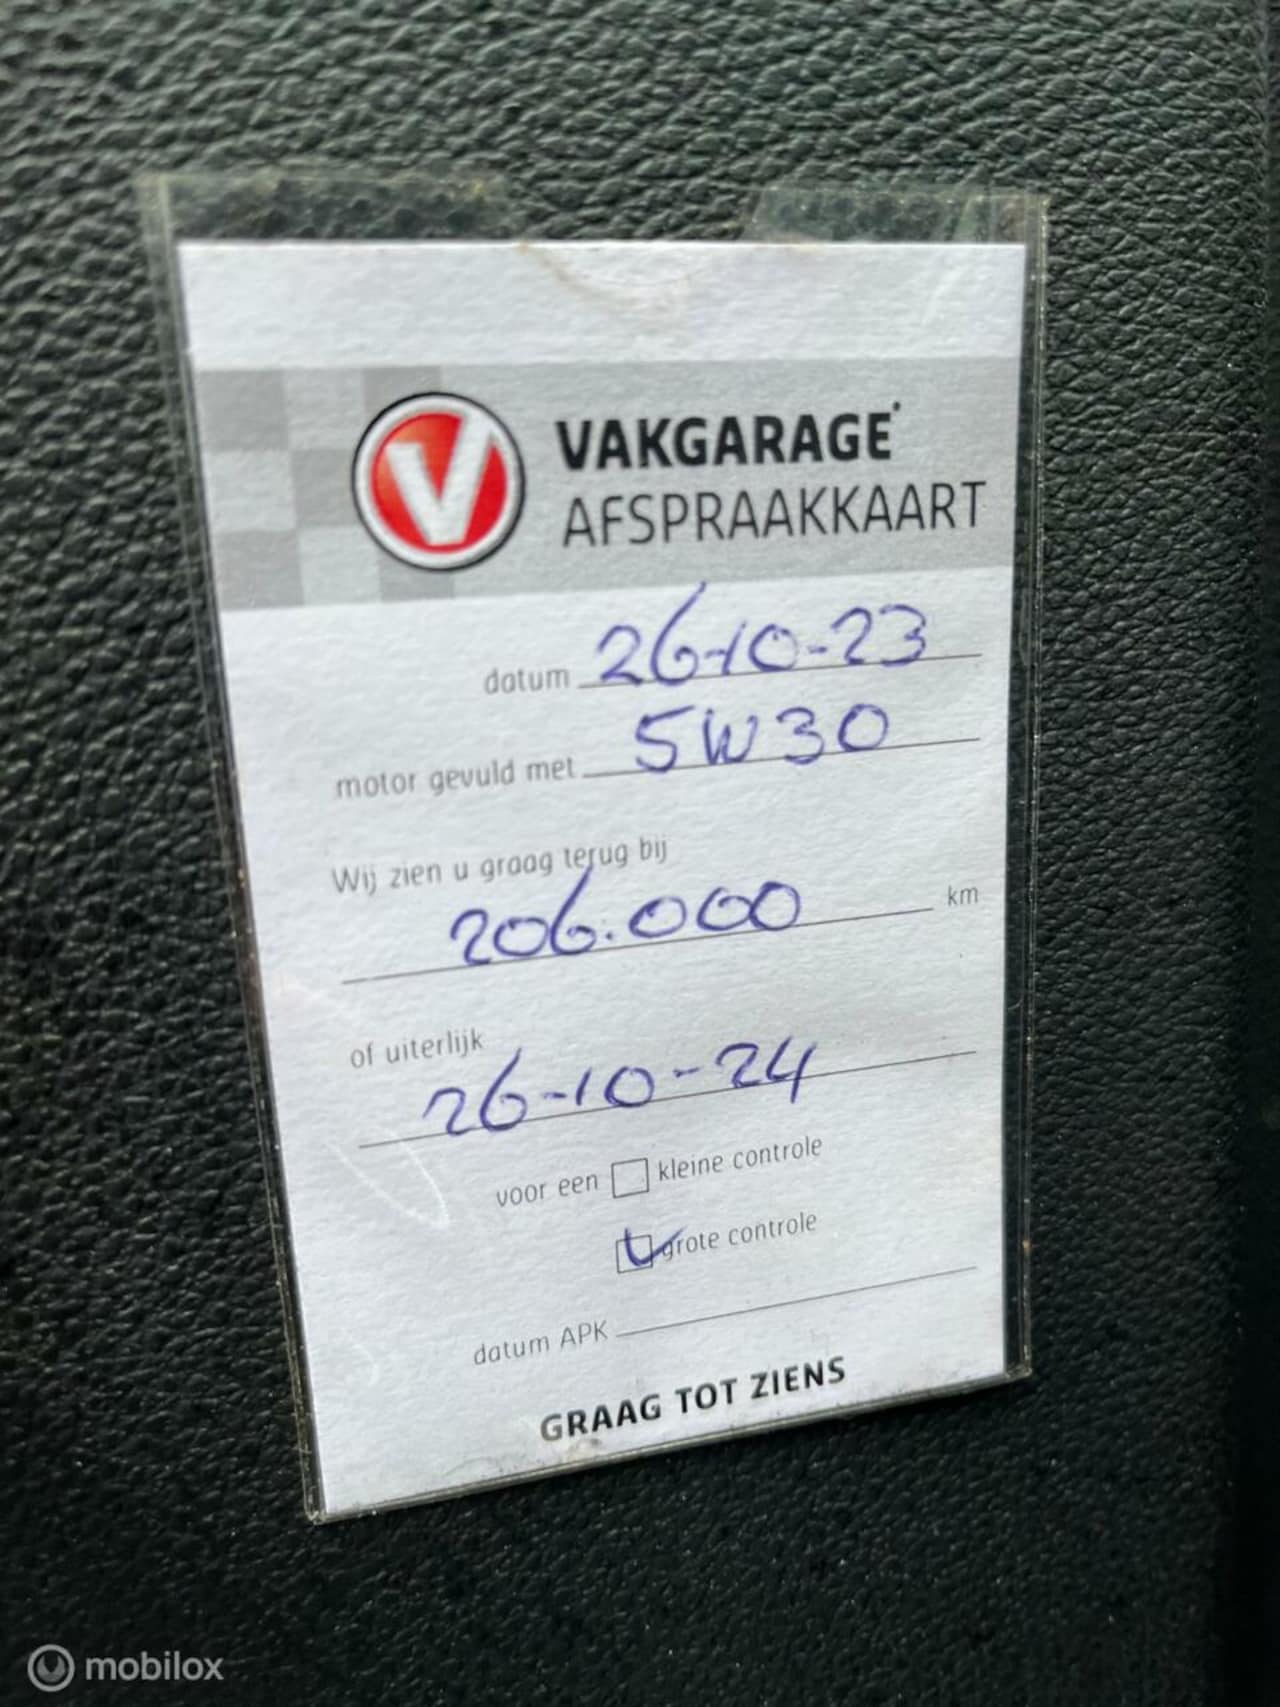 VAKGARAGE
AFSPRAAKKAART
datum 26-10-23
motor gevuld met 5W30
Wij zien u graag terug bij
206.000 km
of uiterlijk
26-10-24
voor een kleine controle
grote controle
datum APK
GRAAG TOT ZIENS
mobilox